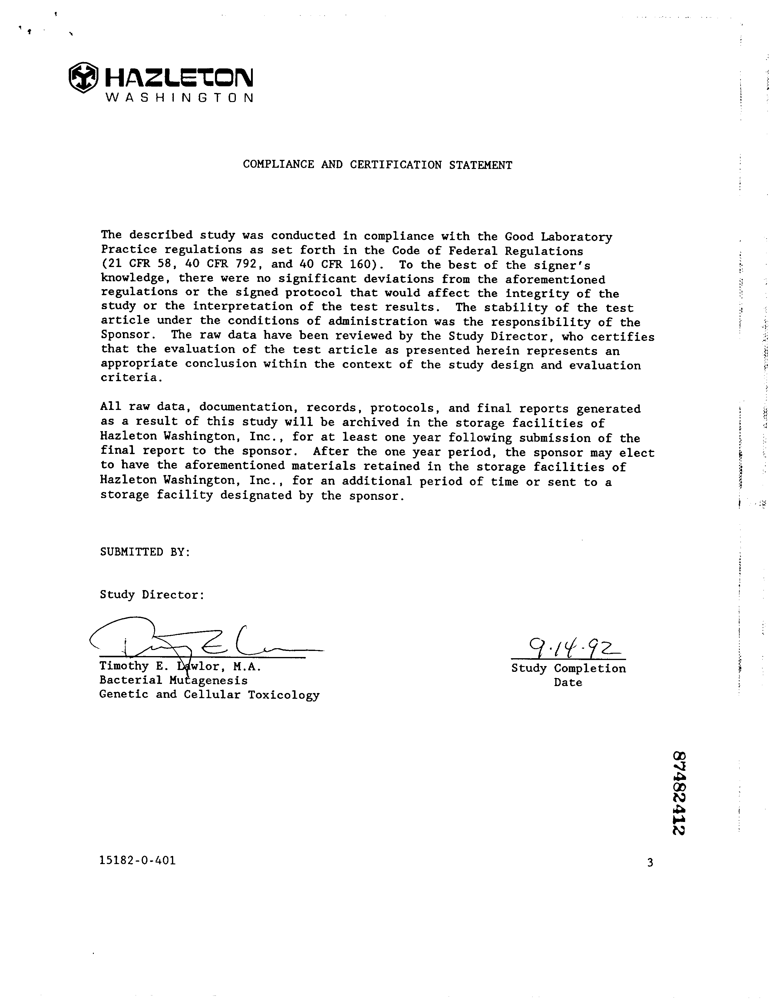 HAZLETON
WASHINGTON
COMPLIANCE AND CERTIFICATION STATEMENT
The described study was conducted in compliance with the Good Laboratory
Practice regulations as set forth in the Code of Federal Regulations
(21 CFR 58, 40 CFR 792, and 40 CFR 160). To the best of the signer's
knowledge, there were no significant deviations from the aforementioned
regulations or the signed protocol that would affect the integrity of the
study or the interpretation of the test results. The stability of the test
article under the conditions of administration was the responsibility of the
Sponsor. The raw data have been reviewed by the Study Director, who certifies
that the evaluation of the test article as presented herein represents an
appropriate conclusion within the context of the study design and evaluation
criteria.
All raw data, documentation, records, protocols, and final reports generated
as a result of this study will be archived in the storage facilities of
Hazleton Washington, Inc., for at least one year following submission of the
final report to the sponsor. After the one year period, the sponsor may elect
to have the aforementioned materials retained in the storage facilities of
Hazleton Washington, Inc., for an additional period of time or sent to a
storage facility designated by the sponsor.
SUBMITTED BY:
Study Director:
9.14.92
Timothy E. Lawlor, M.A.
Bacterial Mutagenesis
Genetic and Cellular Toxicology
Study Completion
Date
87482412
15182-0-401
3